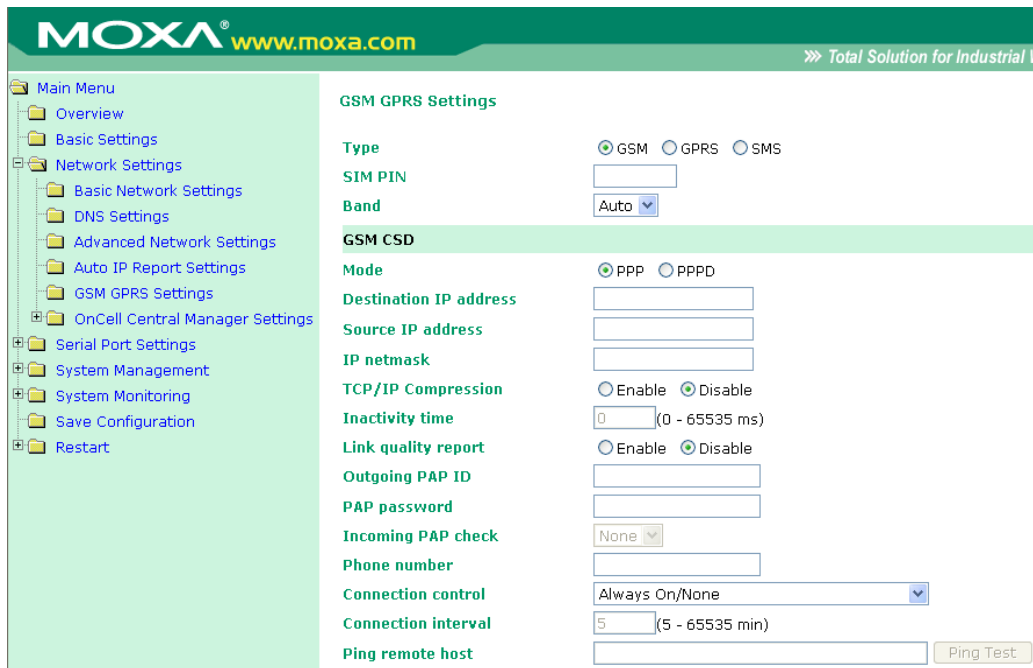 MOXA® www.moxa.com
Total Solution for Industrial
Main Menu
Overview
Basic Settings
Network Settings
Basic Network Settings
DNS Settings
Advanced Network Settings
Auto IP Report Settings
GSM GPRS Settings
OnCell Central Manager Settings
Serial Port Settings
System Management
System Monitoring
Save Configuration
Restart
GSM GPRS Settings
Type GSM GPRS SMS
SIM PIN
Band Auto
GSM CSD
Mode PPP PPPD
Destination IP address
Source IP address
IP netmask
TCP/IP Compression Enable Disable
Inactivity time 0 (0 - 65535 ms)
Link quality report Enable Disable
Outgoing PAP ID
PAP password
Incoming PAP check None
Phone number
Connection control Always On/None
Connection interval 5 (5 - 65535 min)
Ping remote host Ping Test